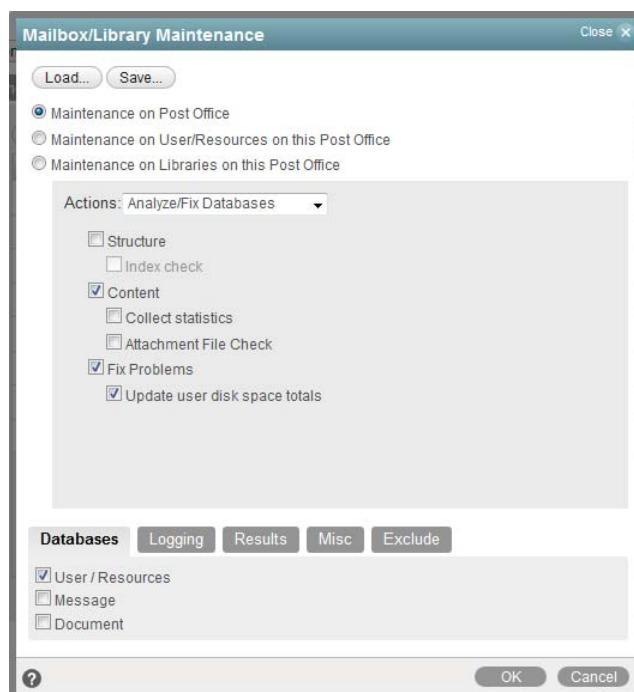 Mailbox/Library Maintenance
Close X
Load... Save...
Maintenance on Post Office
Maintenance on User/Resources on this Post Office
Maintenance on Libraries on this Post Office
Actions: Analyze/Fix Databases
Structure
Index check
Content
Collect statistics
Attachment File Check
Fix Problems
Update user disk space totals
Databases Logging Results Misc Exclude
User / Resources
Message
Document
? OK Cancel